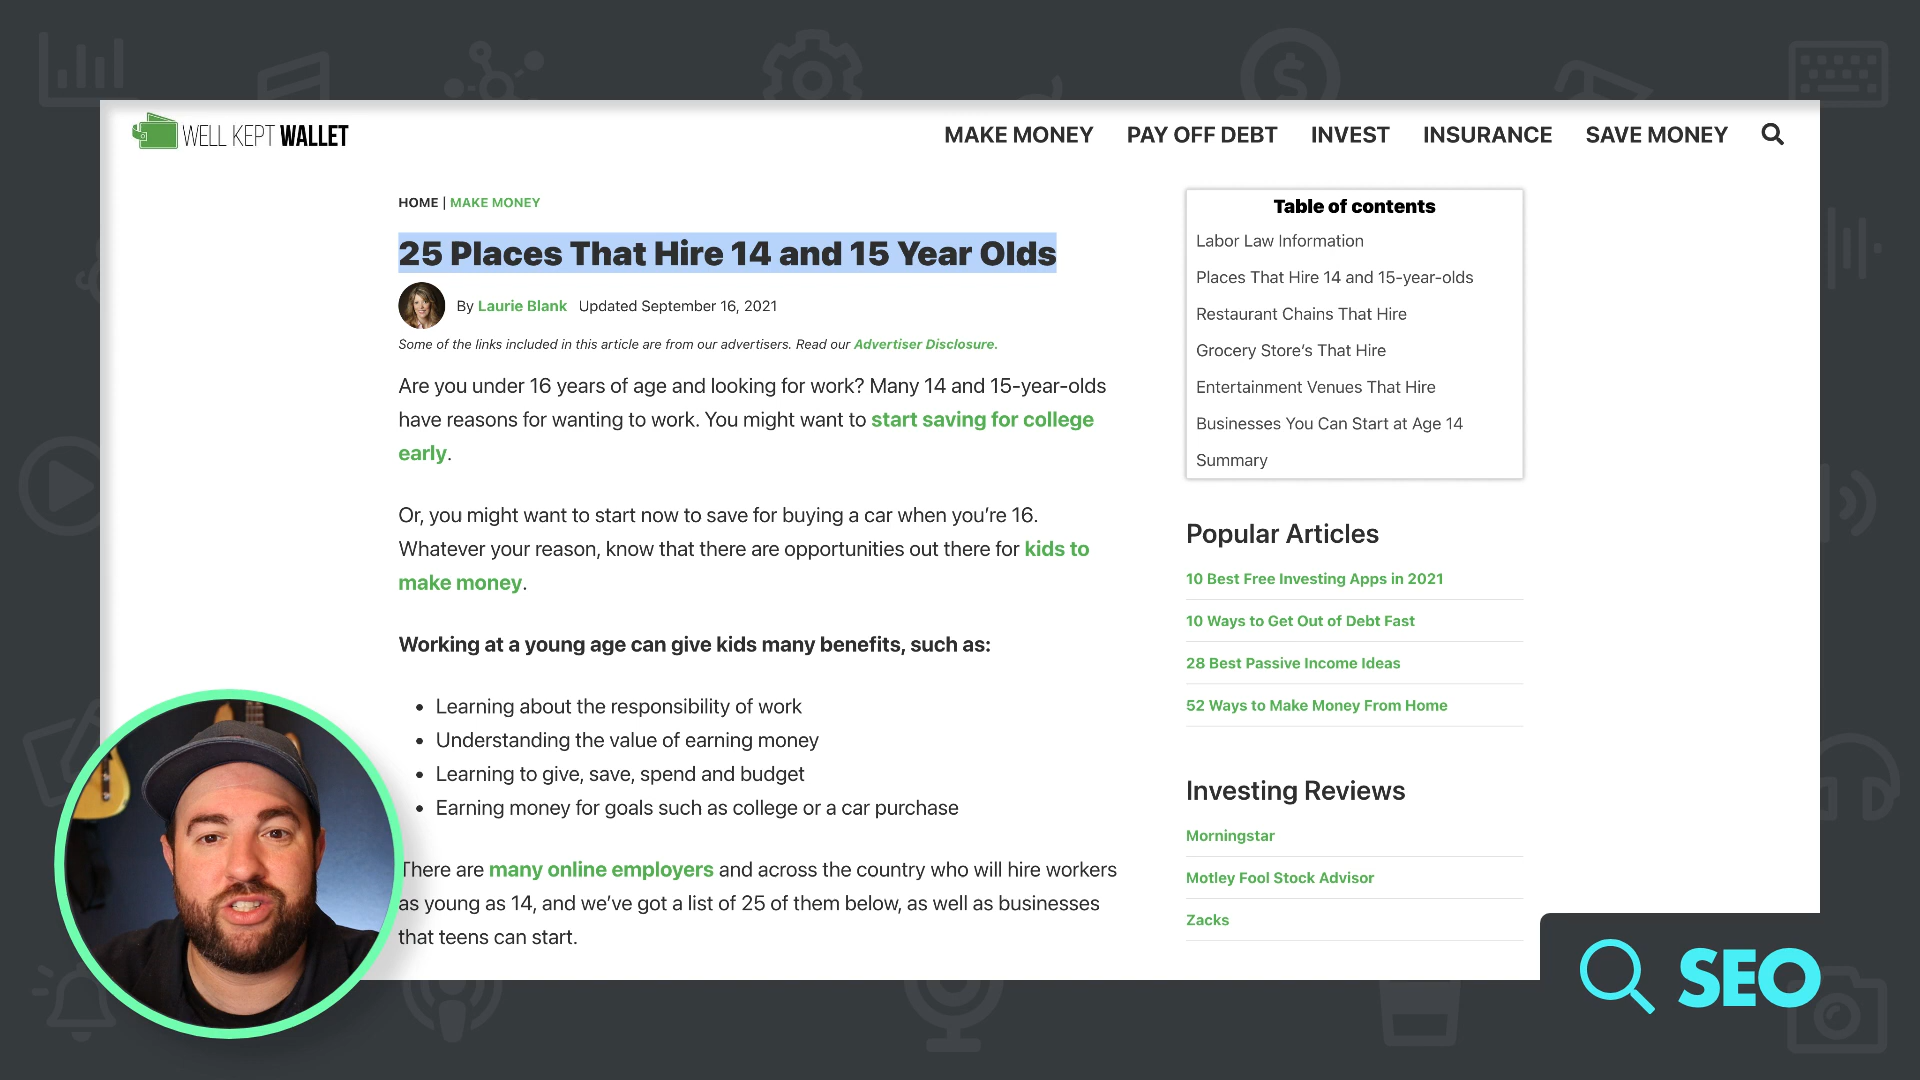 WELL KEPT WALLET
MAKE MONEY PAY OFF DEBT INVEST INSURANCE SAVE MONEY
HOME | MAKE MONEY
25 Places That Hire 14 and 15 Year Olds
By Laurie Blank Updated September 16, 2021
Some of the links included in this article are from our advertisers. Read our Advertiser Disclosure.
Are you under 16 years of age and looking for work? Many 14 and 15-year-olds
have reasons for wanting to work. You might want to start saving for college
early.
Or, you might want to start now to save for buying a car when you’re 16.
Whatever your reason, know that there are opportunities out there for kids to
make money.
Working at a young age can give kids many benefits, such as:
• Learning about the responsibility of work
• Understanding the value of earning money
• Learning to give, save, spend and budget
• Earning money for goals such as college or a car purchase
There are many online employers and across the country who will hire workers
as young as 14, and we’ve got a list of 25 of them below, as well as businesses
that teens can start.
Table of contents
Labor Law Information
Places That Hire 14 and 15-year-olds
Restaurant Chains That Hire
Grocery Store’s That Hire
Entertainment Venues That Hire
Businesses You Can Start at Age 14
Summary
Popular Articles
10 Best Free Investing Apps in 2021
10 Ways to Get Out of Debt Fast
28 Best Passive Income Ideas
52 Ways to Make Money From Home
Investing Reviews
Morningstar
Motley Fool Stock Advisor
Zacks
SEO